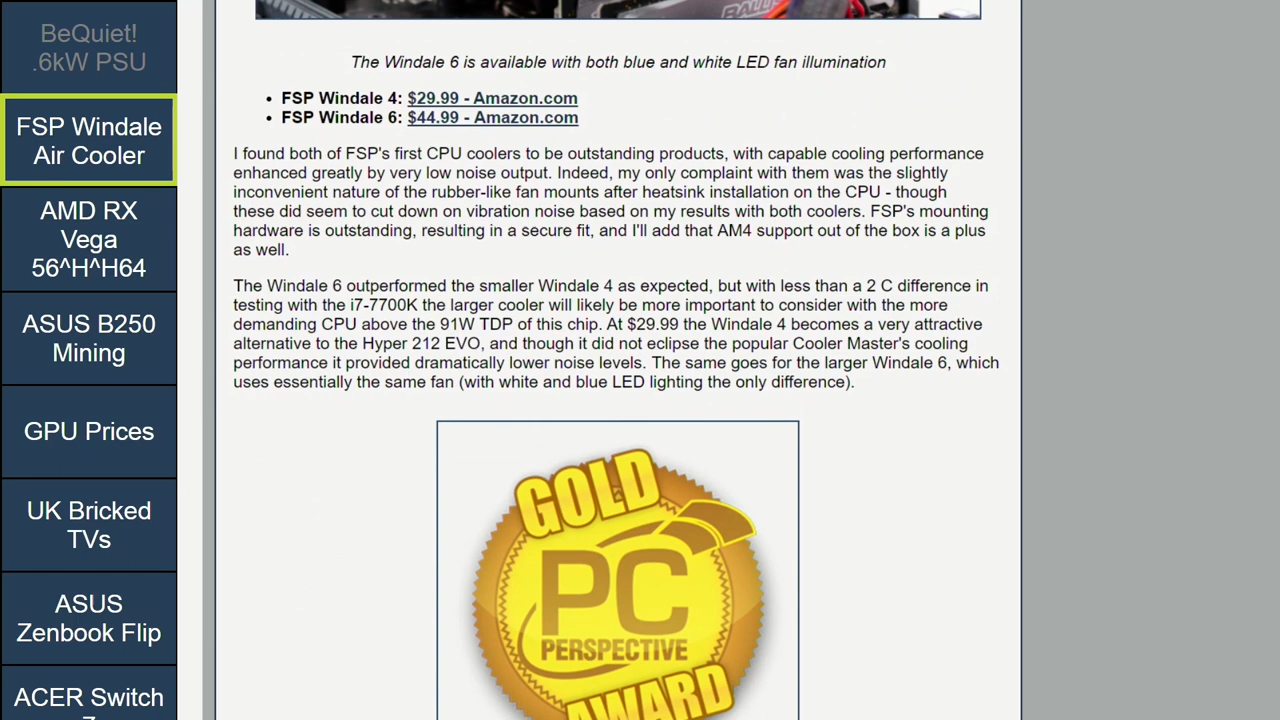 BeQuiet!
.6kW PSU
FSP Windale
Air Cooler
AMD RX
Vega
56^H^H64
ASUS B250
Mining
GPU Prices
UK Bricked
TVs
ASUS
Zenbook Flip
ACER Switch
The Windale 6 is available with both blue and white LED fan illumination
• FSP Windale 4: $29.99 - Amazon.com
• FSP Windale 6: $44.99 - Amazon.com
I found both of FSP's first CPU coolers to be outstanding products, with capable cooling performance
enhanced greatly by very low noise output. Indeed, my only complaint with them was the slightly
inconvenient nature of the rubber-like fan mounts after heatsink installation on the CPU - though
these did seem to cut down on vibration noise based on my results with both coolers. FSP's mounting
hardware is outstanding, resulting in a secure fit, and I'll add that AM4 support out of the box is a plus
as well.
The Windale 6 outperformed the smaller Windale 4 as expected, but with less than a 2 C difference in
testing with the i7-7700K the larger cooler will likely be more important to consider with the more
demanding CPU above the 91W TDP of this chip. At $29.99 the Windale 4 becomes a very attractive
alternative to the Hyper 212 EVO, and though it did not eclipse the popular Cooler Master's cooling
performance it provided dramatically lower noise levels. The same goes for the larger Windale 6, which
uses essentially the same fan (with white and blue LED lighting the only difference).
GOLD
PC
PERSPECTIVE
AWARD